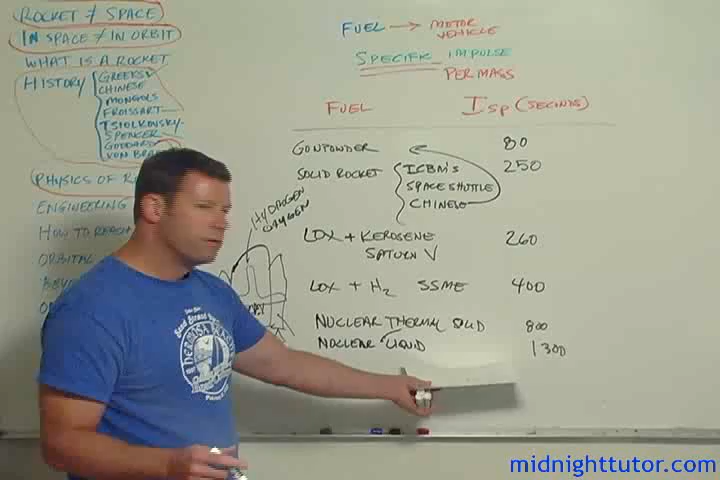 ROCKET ≠ SPACE
IN SPACE ≠ IN ORBIT
WHAT IS A ROCKET
HISTORY
GREEKS
CHINESE
MONGOLS
FROISSART
TSIOLKOVSKY
SPENCER
GODDARD
VON
PHYSICS OF
ENGINEERING
HOW TO
ORBITAL
FUEL → MOTOR VEHICLE
SPECIFIC IMPULSE
PER MASS
FUEL Isp (SECONDS)
GUNPOWDER 80
SOLID ROCKET ICBM'S 250
SPACE SHUTTLE
CHINESE
LOX + KEROSENE 260
SATURN V
LOX + H2 SSME 400
NUCLEAR THERMAL SOLID 800
NUCLEAR " LIQUID 1300
HYDROGEN
OXYGEN
HERMOSA
midnighttutor.com